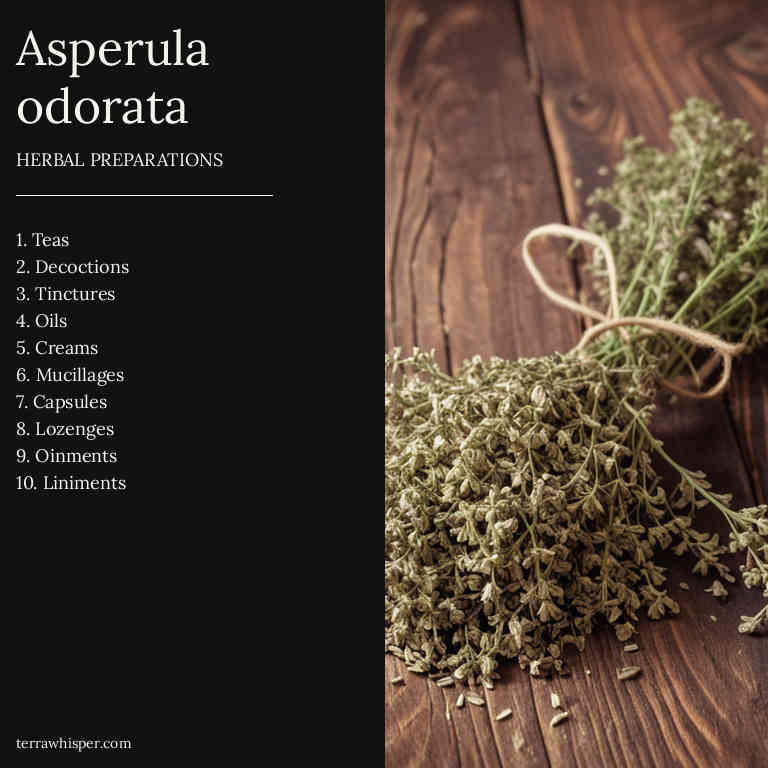 Asperula
odorata
HERBAL PREPARATIONS
1. Teas
2. Decoctions
3. Tinctures
4. Oils
5. Creams
6. Mucillages
7. Capsules
8. Lozenges
9. Oinments
10. Liniments
terrawhisper.com